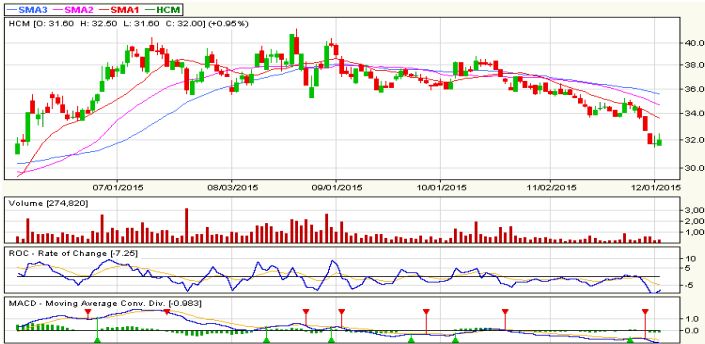 SMA3 SMA2 SMA1 HCM
HCM [O: 31.60 H: 32.50 L: 31.60 C: 32.00] (+0.95%)
40.0
38.0
36.0
34.0
32.0
30.0
07/01/2015 08/03/2015 09/01/2015 10/01/2015 11/02/2015 12/01/2015
Volume [274,820]
3,00
2,00
1,00
ROC - Rate of Change [-7.25]
10
5
-5
MACD - Moving Average Conv. Div. [-0.983]
1.0
0.0